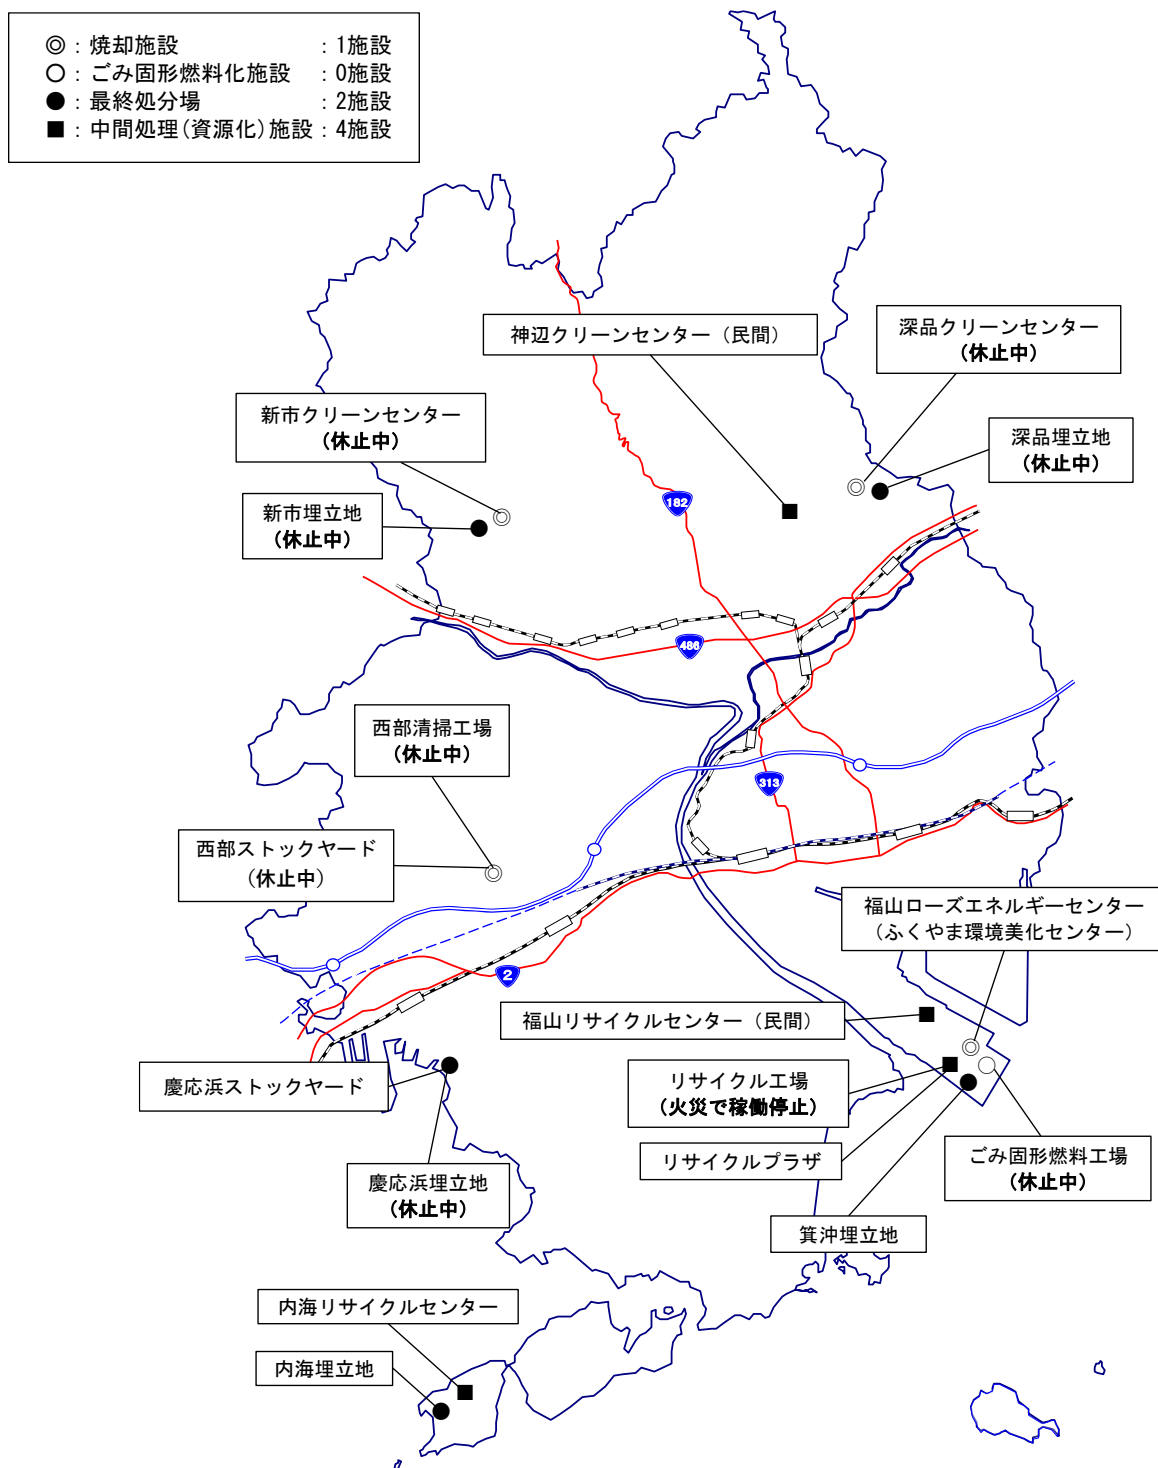 ◎：焼却施設　　　　　　　：1施設
○：ごみ固形燃料化施設　：0施設
●：最終処分場　　　　　　：2施設
■：中間処理(資源化)施設：4施設
神辺クリーンセンター（民間）
深品クリーンセンター
(休止中)
新市クリーンセンター
(休止中)
深品埋立地
(休止中)
新市埋立地
(休止中)
182
486
西部清掃工場
(休止中)
313
西部ストックヤード
（休止中）
福山ローズエネルギーセンター
（ふくやま環境美化センター）
2
福山リサイクルセンター（民間）
慶応浜ストックヤード
リサイクル工場
(火災で稼働停止)
リサイクルプラザ
ごみ固形燃料工場
(休止中)
慶応浜埋立地
(休止中)
箕沖埋立地
内海リサイクルセンター
内海埋立地